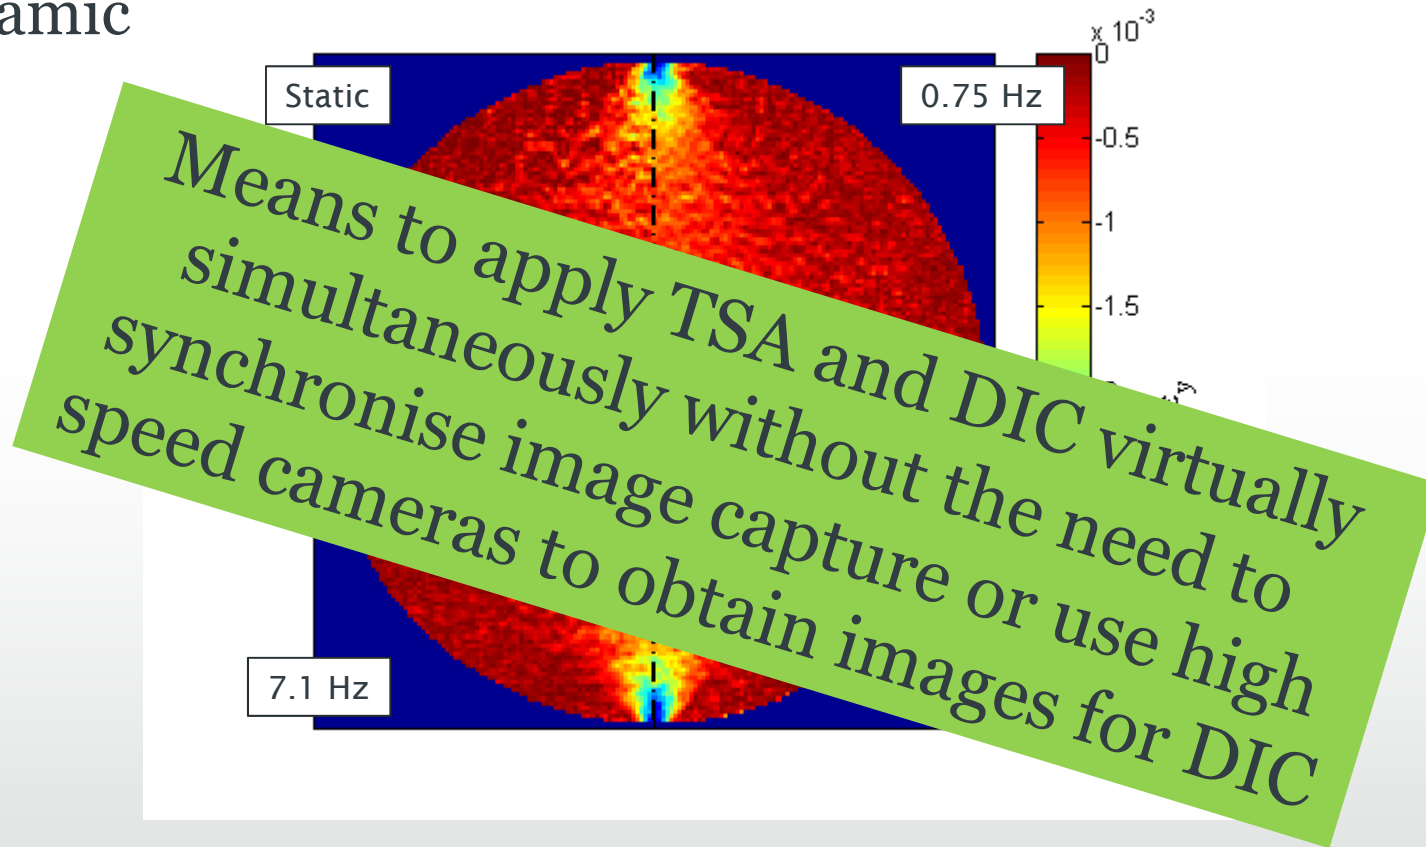 amic
x 10-3
Static
0.75 Hz
0
-0.5
-1
-1.5
Means to apply TSA and DIC virtually
simultaneously without the need to
synchronise image capture or use high
speed cameras to obtain images for DIC
7.1 Hz